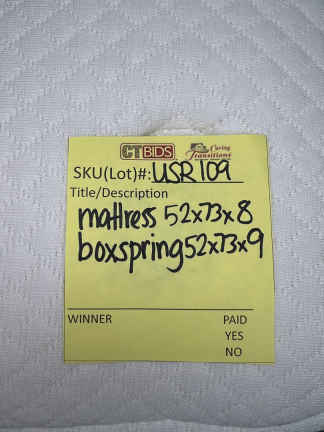 CTBIDS Caring Transitions
SKU(Lot)#: USR109
Title/Description
mattress 52x73x8
boxspring 52x73x9
WINNER PAID
YES
NO